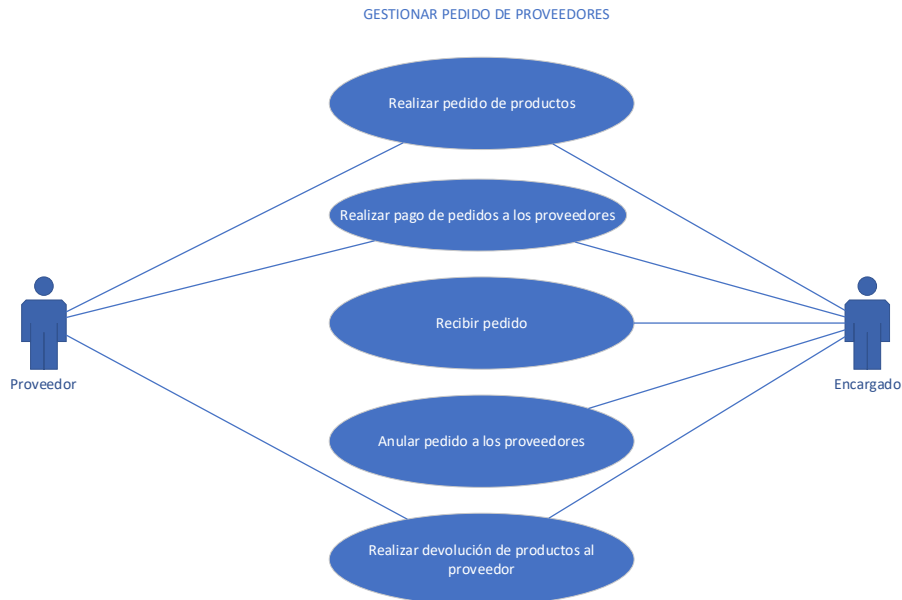 GESTIONAR PEDIDO DE PROVEEDORES
Realizar pedido de productos
Realizar pago de pedidos a los proveedores
Recibir pedido
Proveedor
Encargado
Anular pedido a los proveedores
Realizar devolución de productos al
proveedor